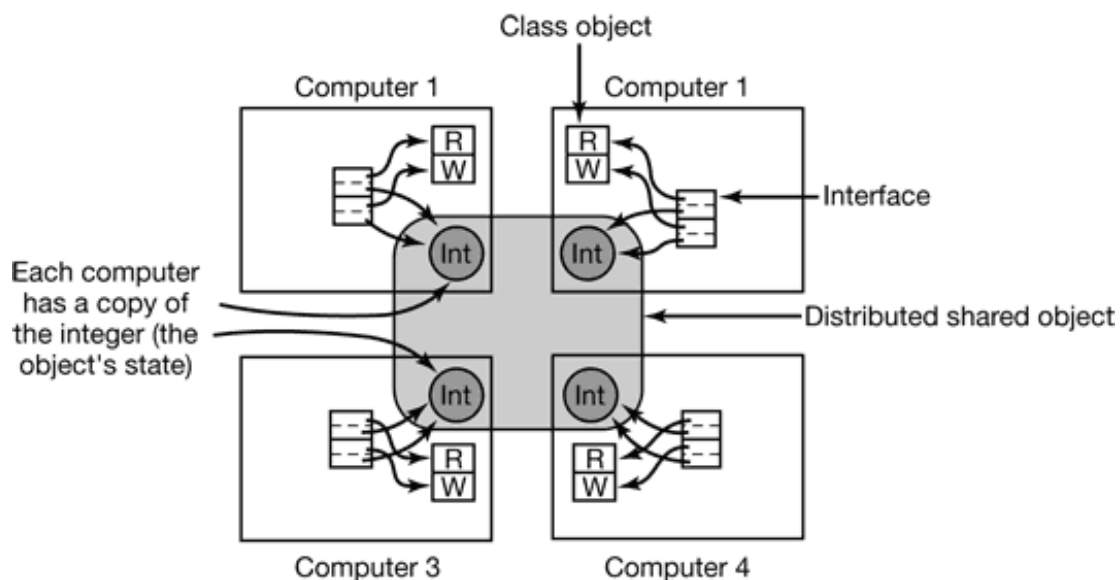 Class object
Computer 1
Computer 1
R
W
R
W
Interface
Int
Int
Each computer
has a copy of
the integer (the
object's state)
Distributed shared object
Int
Int
R
W
R
W
Computer 3
Computer 4